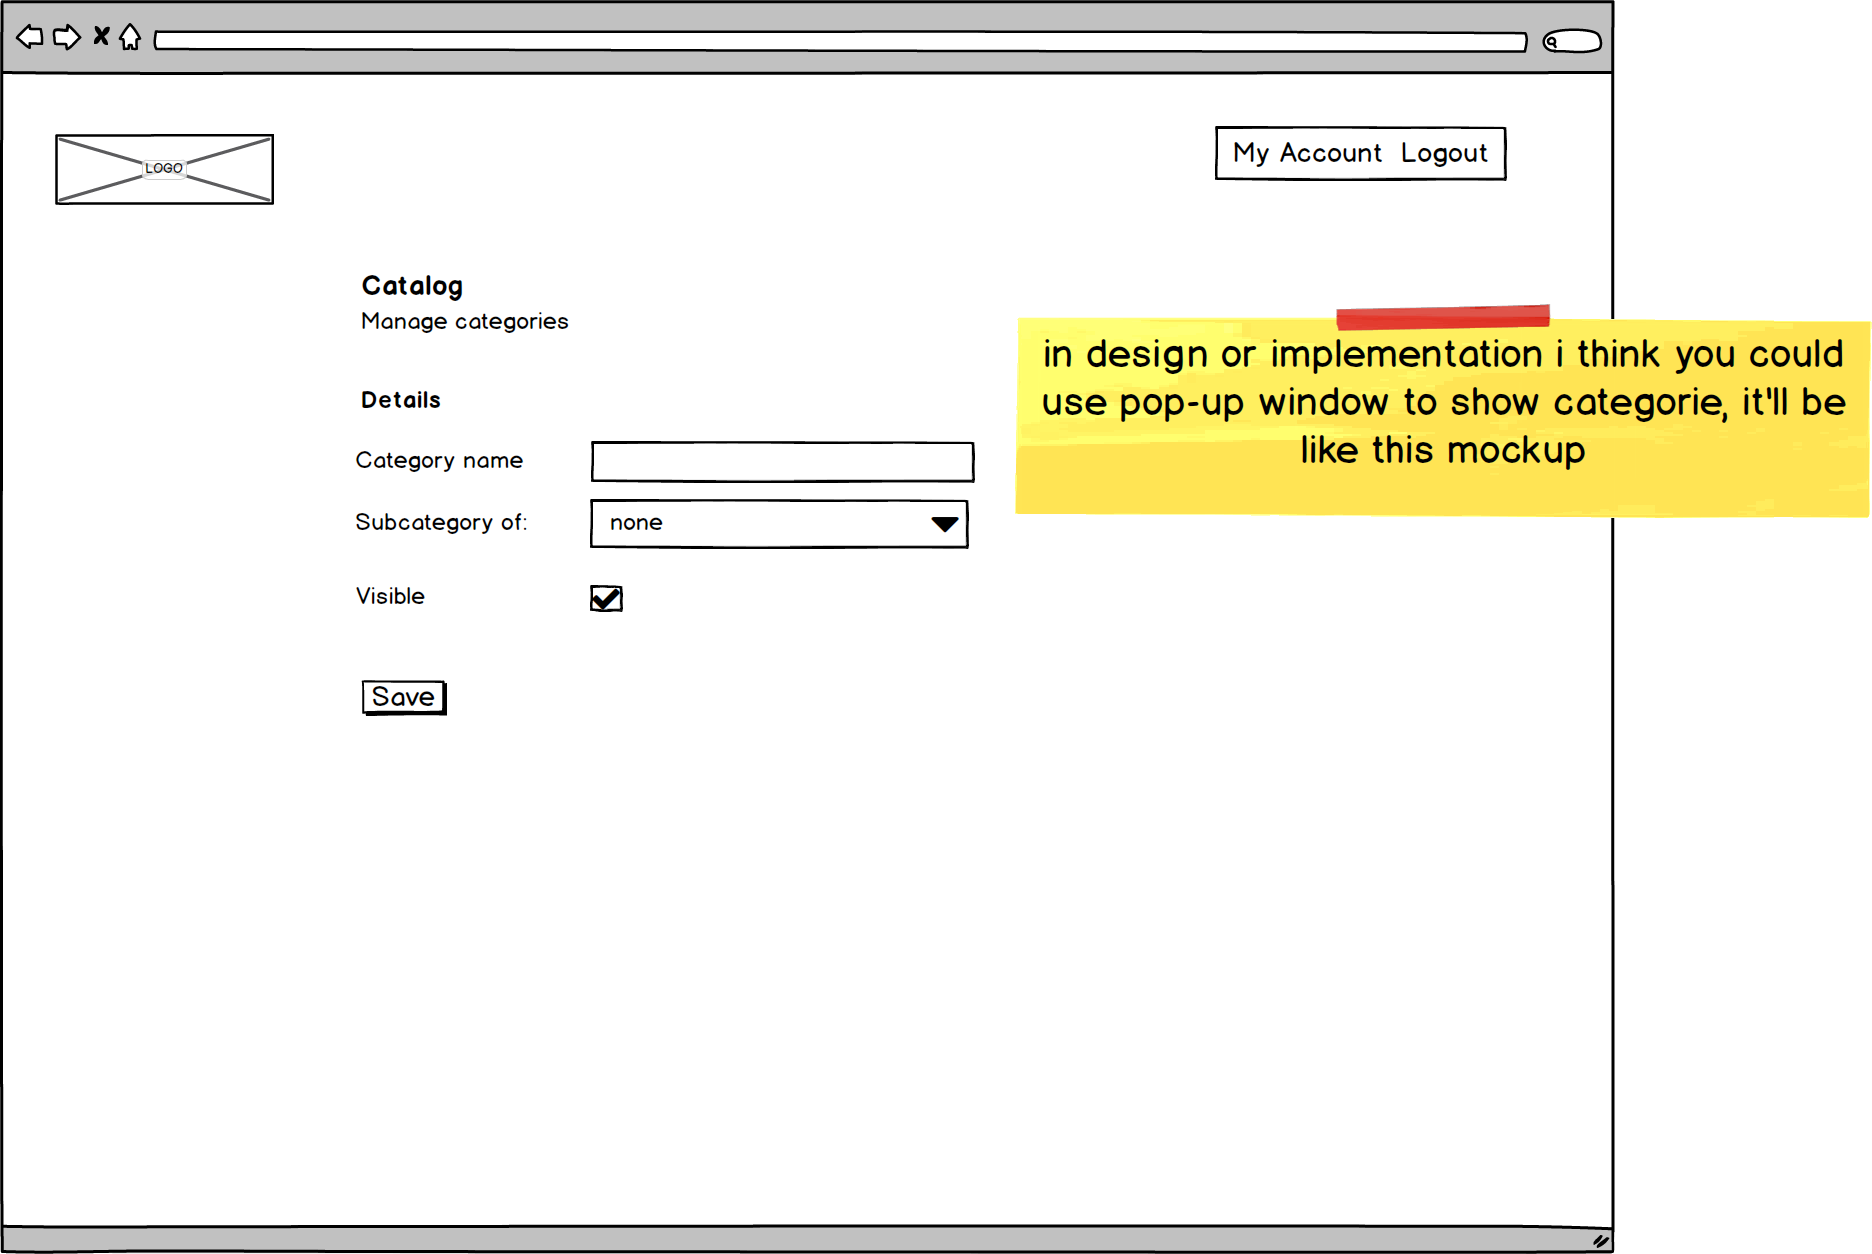 LOGO
My Account Logout
Catalog
Manage categories
in design or implementation i think you could
use pop-up window to show categorie, it'll be
like this mockup
Details
Category name
Subcategory of: none
Visible
Save